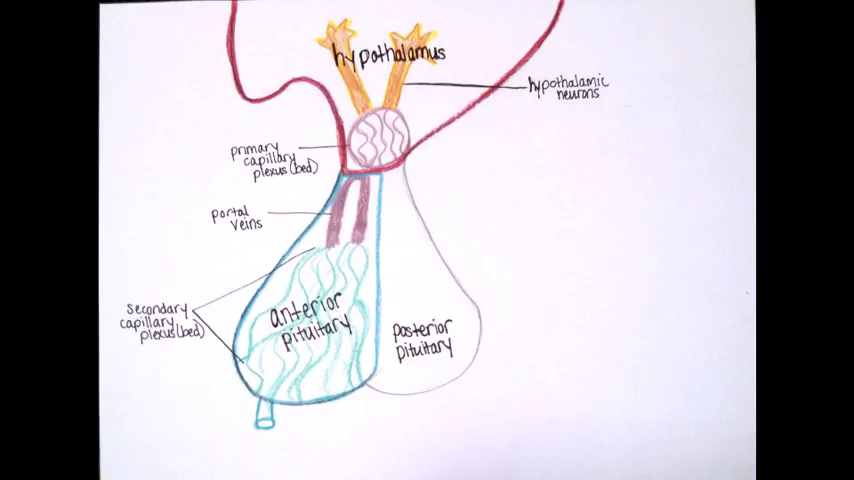 hypothalamus
hypothalamic
neurons
primary
capillary
plexus (bed)
portal
veins
secondary
capillary
plexus (bed)
anterior
pituitary
posterior
pituitary